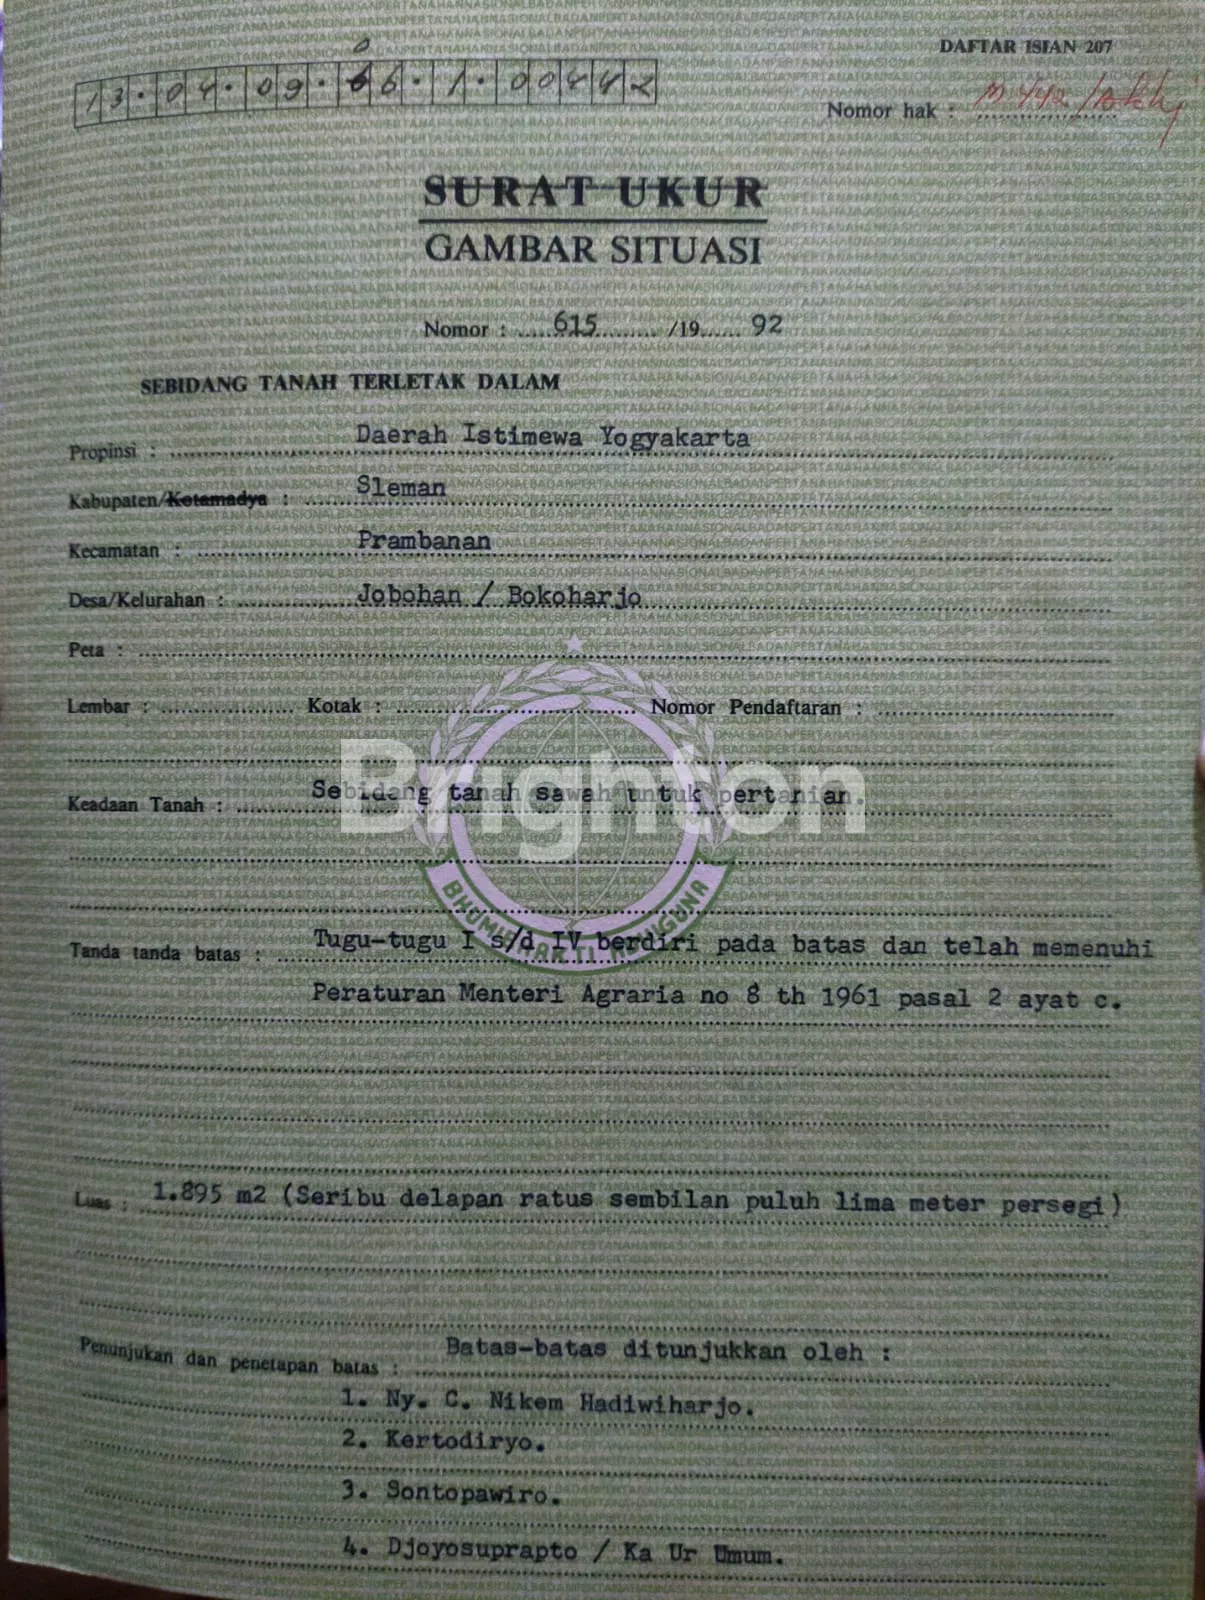 DAFTAR ISIAN 207
13.04.09.06.1.00442
Nomor hak : M 442 /Bkhj
SURAT UKUR
GAMBAR SITUASI
Nomor : 615 /19 92
SEBIDANG TANAH TERLETAK DALAM
Propinsi : Daerah Istimewa Yogyakarta
Kabupaten/Kotamadya : Sleman
Kecamatan : Prambanan
Desa/Kelurahan : Jobohan / Bokoharjo
Peta :
Lembar : Kotak : Nomor Pendaftaran :
Brighton
Keadaan Tanah : Sebidang tanah sawah untuk pertanian.
BHUMIBHAKTI ADHIGUNA
Tanda tanda batas : Tugu-tugu I s/d IV berdiri pada batas dan telah memenuhi
Peraturan Menteri Agraria no 8 th 1961 pasal 2 ayat c.
Luas : 1.895 m2 (Seribu delapan ratus sembilan puluh lima meter persegi)
Penunjukan dan penetapan batas : Batas-batas ditunjukkan oleh :
1. Ny. C. Nikem Hadiwiharjo.
2. Kertodiryo.
3. Sontopawiro.
4. Djoyosuprapto / Ka Ur Umum.